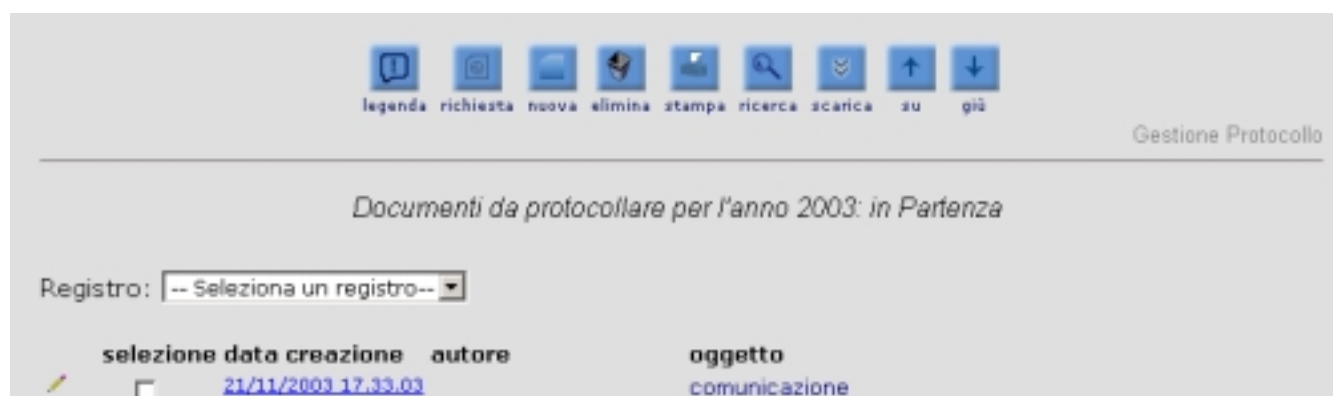 legenda richiesta nuova elimina stampa ricerca scarica su giù
Gestione Protocollo
Documenti da protocollare per l'anno 2003: in Partenza
Registro: -- Seleziona un registro--
selezione data creazione autore oggetto
21/11/2003 17.33.03 comunicazione